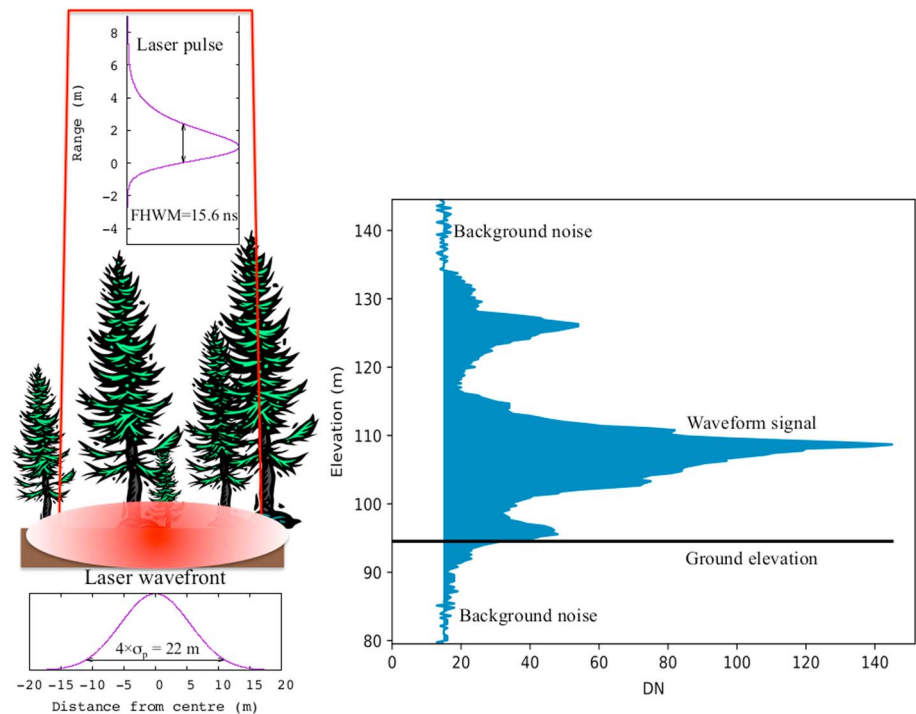 Laser pulse
8
6
4
2
0
−2
−4
Range (m)
FHWM=15.6 ns
Laser wavefront
4×σp = 22 m
−20 −15 −10 −5 0 5 10 15 20
Distance from centre (m)
140
130
120
110
100
90
80
Elevation (m)
Background noise
Waveform signal
Ground elevation
Background noise
0 20 40 60 80 100 120 140
DN